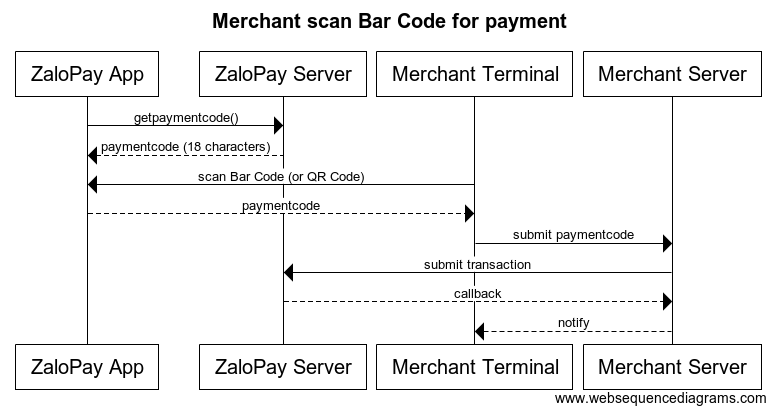 Merchant scan Bar Code for payment
ZaloPay App ZaloPay Server Merchant Terminal Merchant Server
getpaymentcode()
paymentcode (18 characters)
scan Bar Code (or QR Code)
paymentcode
submit paymentcode
submit transaction
callback
notify
ZaloPay App ZaloPay Server Merchant Terminal Merchant Server
www.websequencediagrams.com